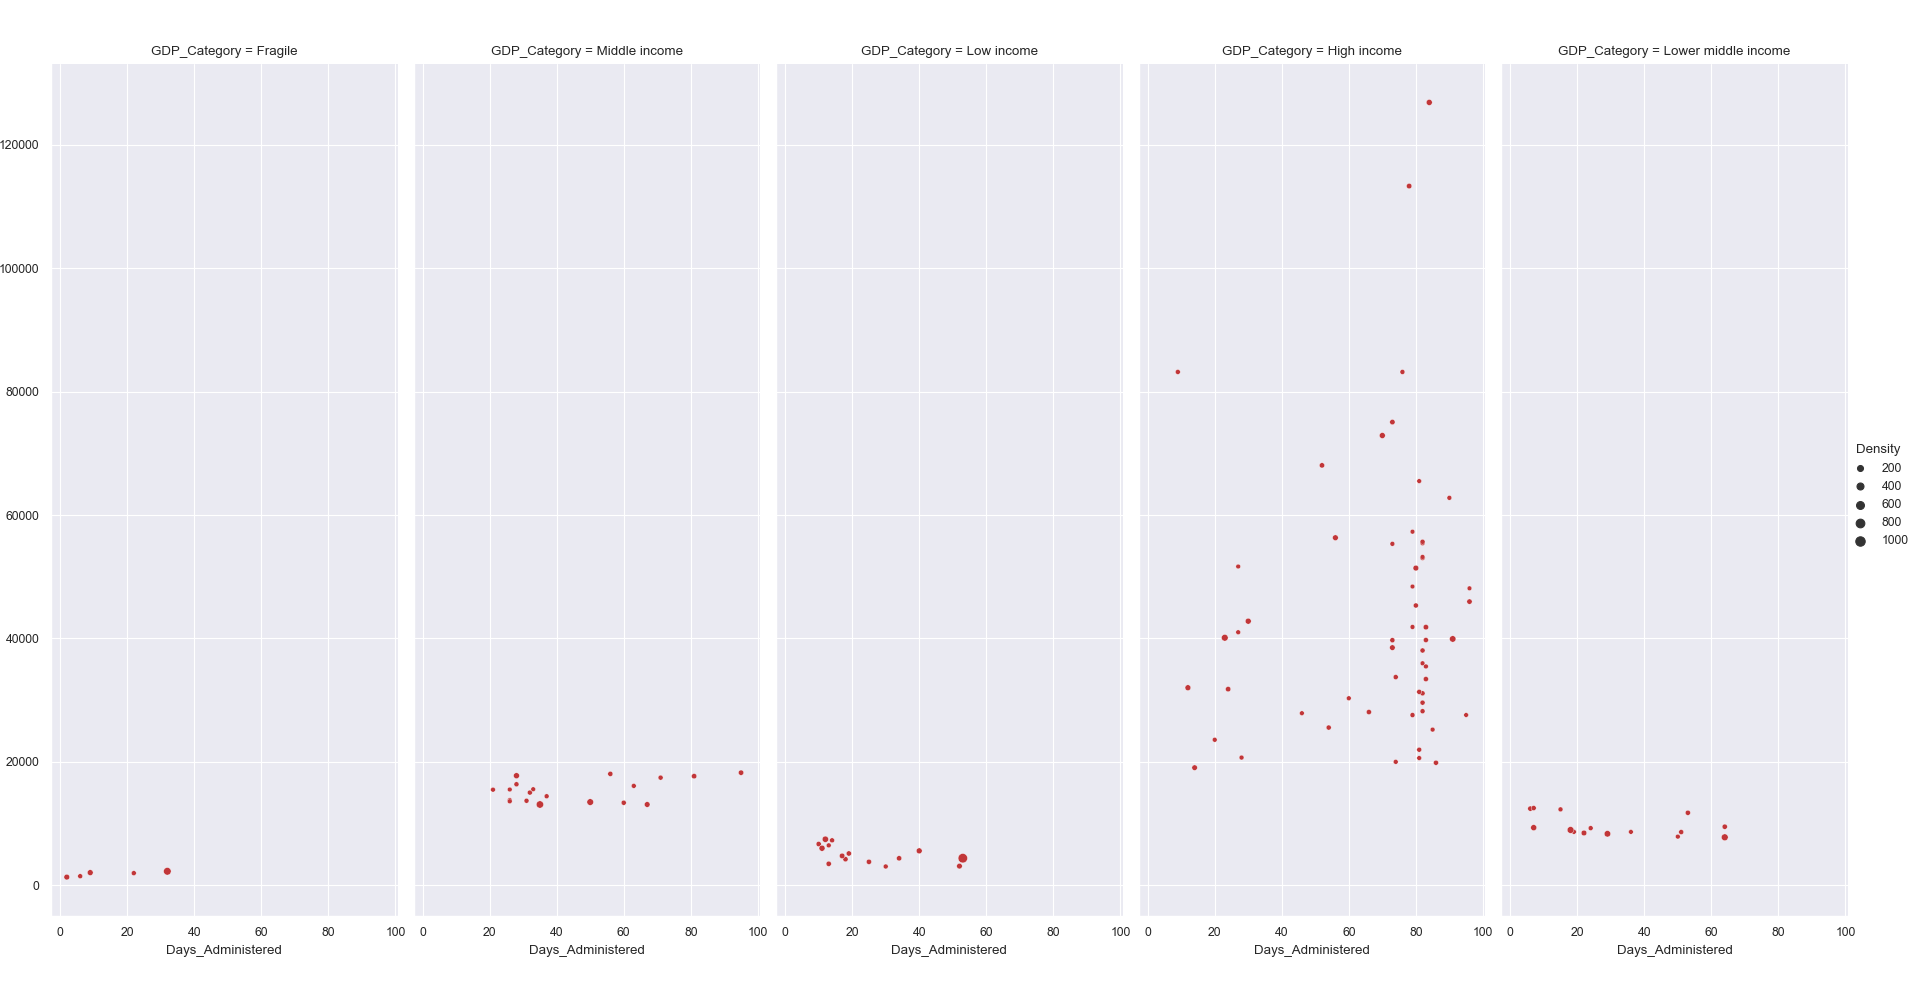 GDP_Category = Fragile
GDP_Category = Middle income
GDP_Category = Low income
GDP_Category = High income
GDP_Category = Lower middle income
120000
100000
80000
60000
40000
20000
0
0 20 40 60 80 100
0 20 40 60 80 100
0 20 40 60 80 100
0 20 40 60 80 100
0 20 40 60 80 100
Days_Administered
Days_Administered
Days_Administered
Days_Administered
Days_Administered
Density
200
400
600
800
1000